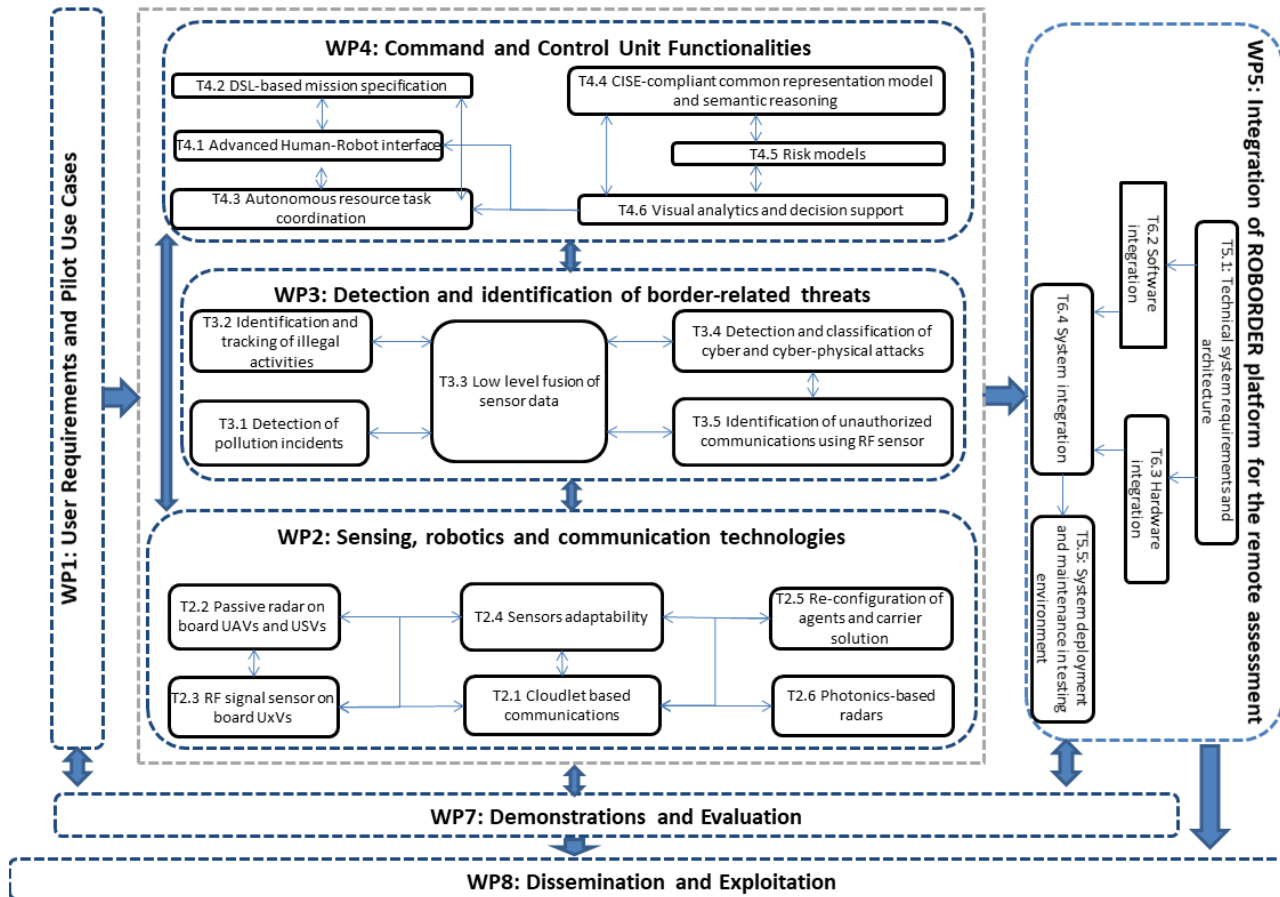 WP1: User Requirements and Pilot Use Cases
WP4: Command and Control Unit Functionalities
T4.2 DSL-based mission specification
T4.4 CISE-compliant common representation model
and semantic reasoning
T4.1 Advanced Human-Robot interface
T4.5 Risk models
T4.3 Autonomous resource task
coordination
T4.6 Visual analytics and decision support
WP3: Detection and identification of border-related threats
T3.2 Identification and
tracking of illegal
activities
T3.3 Low level fusion of
sensor data
T3.4 Detection and classification of
cyber and cyber-physical attacks
T3.1 Detection of
pollution incidents
T3.5 Identification of unauthorized
communications using RF sensor
WP2: Sensing, robotics and communication technologies
T2.2 Passive radar on
board UAVs and USVs
T2.4 Sensors adaptability
T2.5 Re-configuration of
agents and carrier
solution
T2.3 RF signal sensor on
board UxVs
T2.1 Cloudlet based
communications
T2.6 Photonics-based
radars
WP5: Integration of ROBORDER platform for the remote assessment
T5.1: Technical system requirements and
architecture
T6.2 Software
integration
T6.3 Hardware
integration
T6.4 System integration
T5.5: System deployment
and maintenance in testing
environment
WP7: Demonstrations and Evaluation
WP8: Dissemination and Exploitation